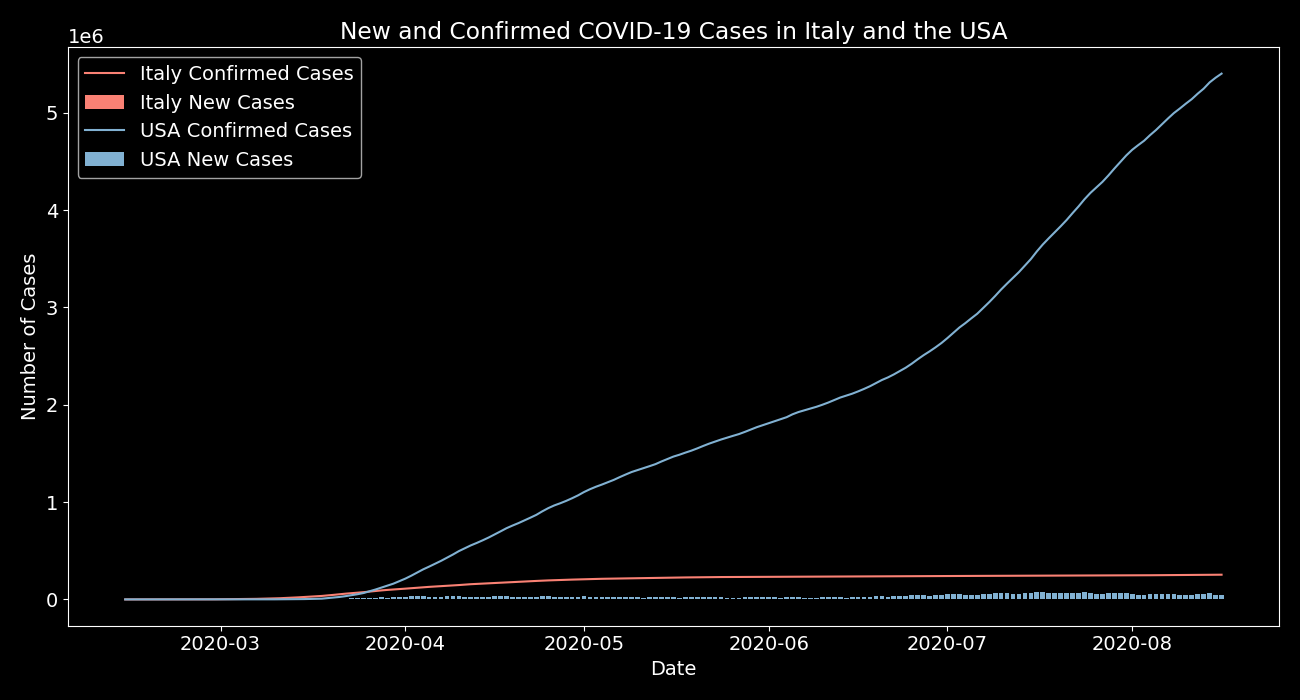 New and Confirmed COVID-19 Cases in Italy and the USA
1e6
Italy Confirmed Cases
Italy New Cases
USA Confirmed Cases
USA New Cases
5
4
3
2
1
0
Number of Cases
2020-03 2020-04 2020-05 2020-06 2020-07 2020-08
Date